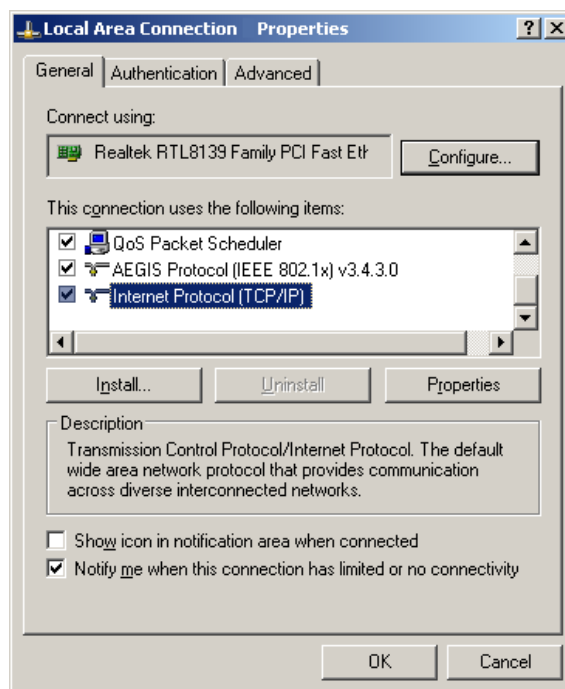 Local Area Connection Properties
General Authentication Advanced
Connect using:
Realtek RTL8139 Family PCI Fast Eth
Configure...
This connection uses the following items:
QoS Packet Scheduler
AEGIS Protocol (IEEE 802.1x) v3.4.3.0
Internet Protocol (TCP/IP)
Install... Uninstall Properties
Description
Transmission Control Protocol/Internet Protocol. The default
wide area network protocol that provides communication
across diverse interconnected networks.
Show icon in notification area when connected
Notify me when this connection has limited or no connectivity
OK Cancel